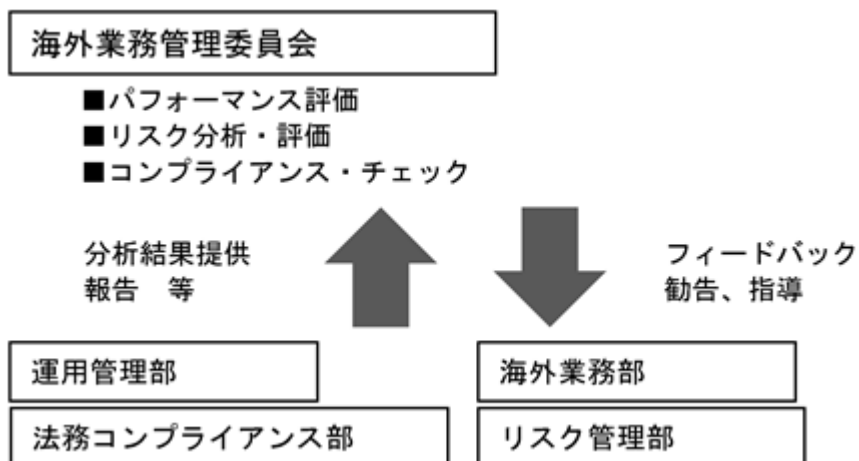 海外業務管理委員会
■パフォーマンス評価
■リスク分析・評価
■コンプライアンス・チェック
分析結果提供
報告　等
フィードバック
勧告、指導
運用管理部
海外業務部
法務コンプライアンス部
リスク管理部